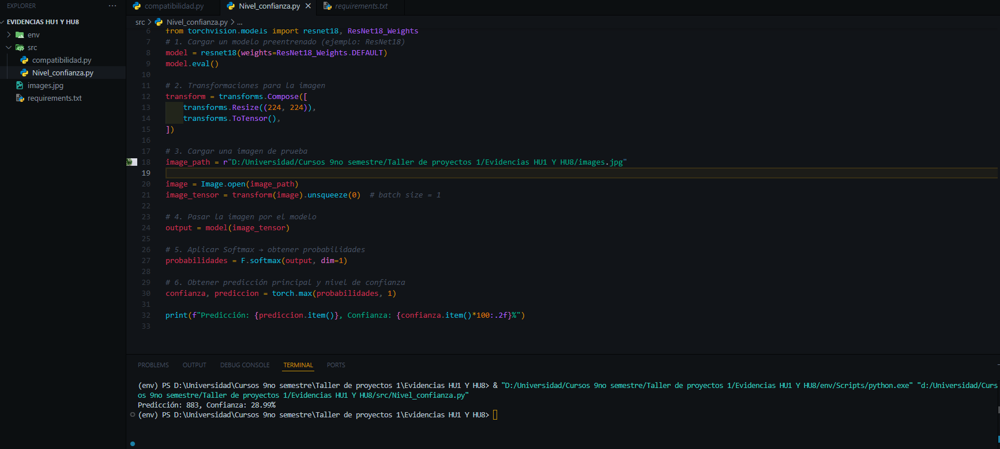 EXPLORER
···
EVIDENCIAS HU1 Y HU8
env
src
compatibilidad.py
Nivel_confianza.py
images.jpg
requirements.txt
compatibilidad.py
Nivel_confianza.py
requirements.txt
src > Nivel_confianza.py > ...
6 from torchvision.models import resnet18, ResNet18_Weights
7 # 1. Cargar un modelo preentrenado (ejemplo: ResNet18)
8 model = resnet18(weights=ResNet18_Weights.DEFAULT)
9 model.eval()
10
11 # 2. Transformaciones para la imagen
12 transform = transforms.Compose([
13     transforms.Resize((224, 224)),
14     transforms.ToTensor(),
15 ])
16
17 # 3. Cargar una imagen de prueba
18 image_path = r"D:/Universidad/Cursos 9no semestre/Taller de proyectos 1/Evidencias HU1 Y HU8/images.jpg"
19
20 image = Image.open(image_path)
21 image_tensor = transform(image).unsqueeze(0)  # batch size = 1
22
23 # 4. Pasar la imagen por el modelo
24 output = model(image_tensor)
25
26 # 5. Aplicar Softmax → obtener probabilidades
27 probabilidades = F.softmax(output, dim=1)
28
29 # 6. Obtener predicción principal y nivel de confianza
30 confianza, prediccion = torch.max(probabilidades, 1)
31
32 print(f"Predicción: {prediccion.item()}, Confianza: {confianza.item()*100:.2f}%")
33
PROBLEMS OUTPUT DEBUG CONSOLE TERMINAL PORTS
(env) PS D:\Universidad\Cursos 9no semestre\Taller de proyectos 1\Evidencias HU1 Y HU8> & "D:/Universidad/Cursos 9no semestre/Taller de proyectos 1/Evidencias HU1 Y HU8/env/Scripts/python.exe" "d:/Universidad/Curs
os 9no semestre/Taller de proyectos 1/Evidencias HU1 Y HU8/src/Nivel_confianza.py"
Predicción: 883, Confianza: 28.99%
(env) PS D:\Universidad\Cursos 9no semestre\Taller de proyectos 1\Evidencias HU1 Y HU8>